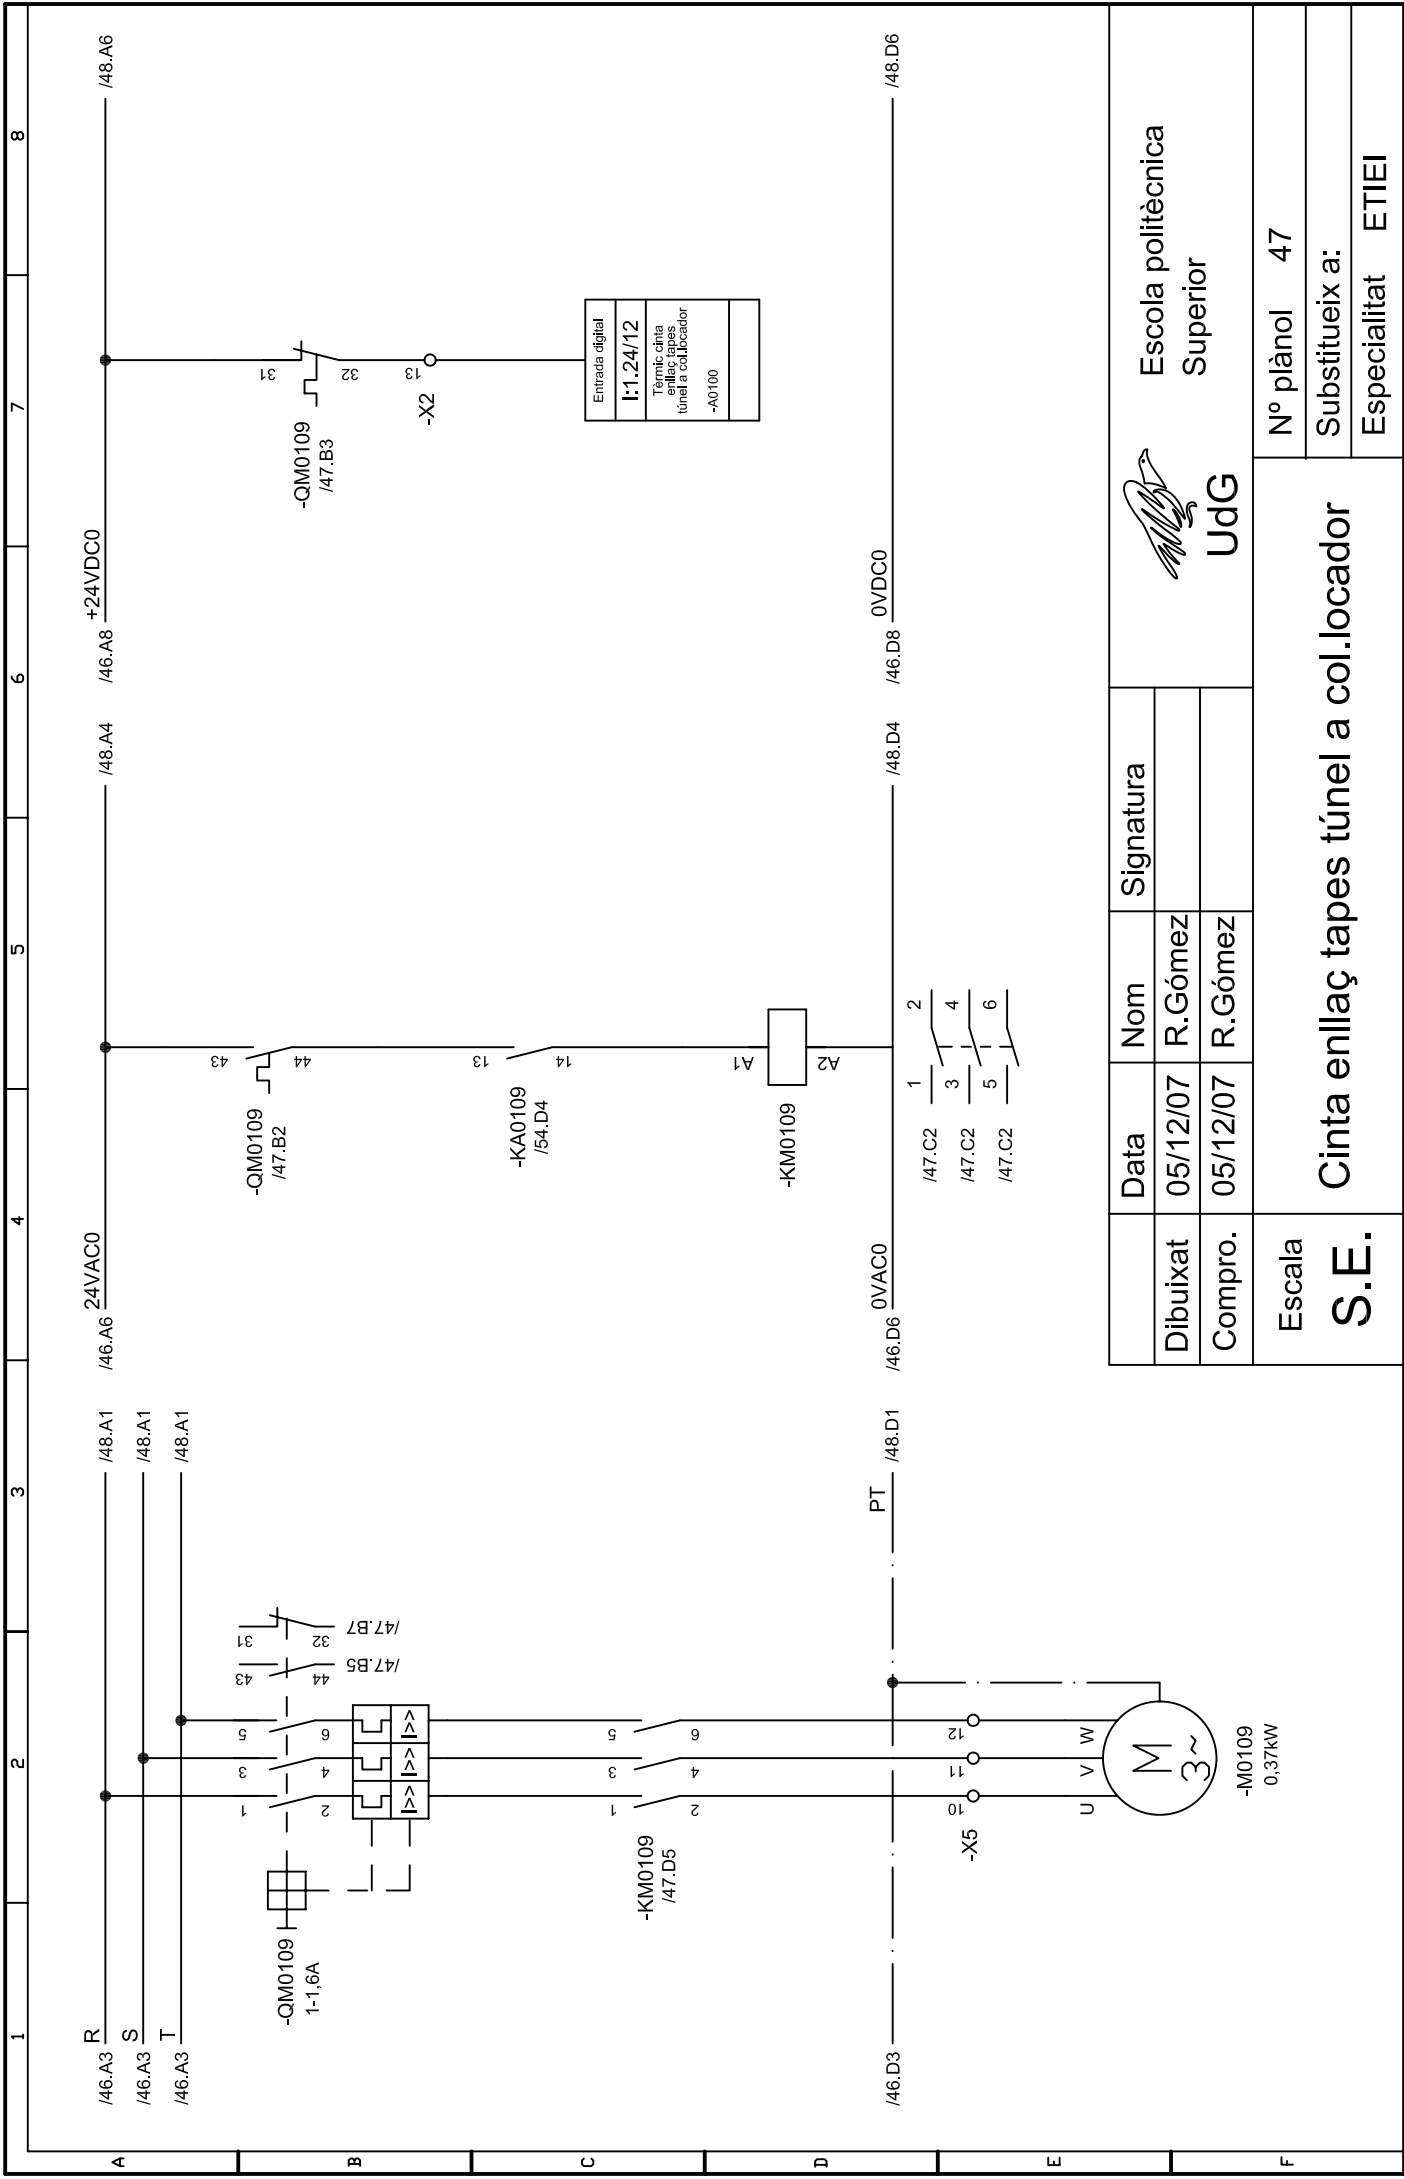 1 2 3 4 5 6 7 8
A
B
C
D
E
F
/46.A3 R /48.A1
/46.A3 S /48.A1
/46.A3 T /48.A1
-QM0109
1-1,6A
1 3 5 43 31
2 4 6 44 32
/47.B5 /47.B7
I>> I>> I>>
-KM0109
/47.D5
1 3 5
2 4 6
/46.D3 PT /48.D1
-X5
10 11 12
U V W
M
3~
-M0109
0,37kW
/46.A6 24VAC0 /48.A4
-QM0109
/47.B2
43
44
-KA0109
/54.D4
13
14
-KM0109
A1
A2
/46.D6 0VAC0 /48.D4
/47.C2 1 2
/47.C2 3 4
/47.C2 5 6
/46.A8 +24VDC0 /48.A6
-QM0109
/47.B3
31
32
-X2
13
Entrada digital
I:1.24/12
Tèrmic cinta
enllaç tapes
túnel a col.locador
-A0100
/46.D8 0VDC0 /48.D6
Data Nom Signatura
Dibuixat 05/12/07 R.Gómez
Compro. 05/12/07 R.Gómez
UdG
Escola politècnica
Superior
Escala
S.E.
Cinta enllaç tapes túnel a col.locador
Nº plànol 47
Substitueix a:
Especialitat ETIEI